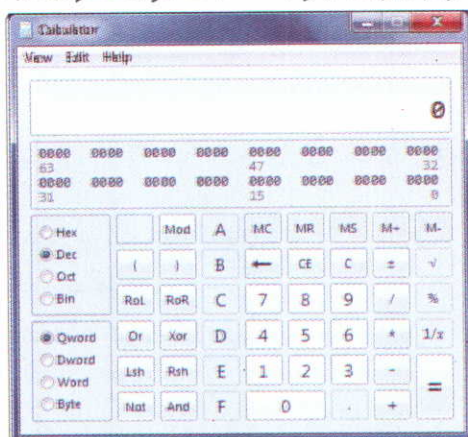 Calculator
View Edit Help
0
0000 0000 0000 0000 0000 0000 0000 0000
63 47 32
0000 0000 0000 0000 0000 0000 0000 0000
31 15 0
Hex
Dec
Oct
Bin
Qword
Dword
Word
Byte
Mod A MC MR MS M+ M-
( ) B ← CE C ± √
RoL RoR C 7 8 9 / %
Or Xor D 4 5 6 * 1/x
Lsh Rsh E 1 2 3 - =
Not And F 0 . +